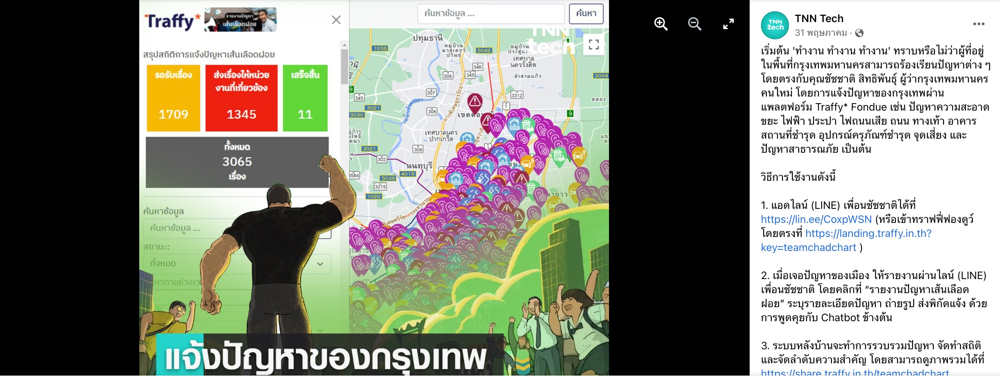 Traffy*
รายงานปัญหา
เส้นเลือดฝอย
สรุปสถิติการแจ้งปัญหาเส้นเลือดฝอย
รอรับเรื่อง
1709
ส่งเรื่องให้หน่วย
งานที่เกี่ยวข้อง
1345
เสร็จสิ้น
11
ทั้งหมด
3065
เรื่อง
ค้นหาข้อมูล
ค้นหาข้อมูล ...
สถานะ:
ทั้งหมด
ค้นหาข้อมูล ...
ค้นหา
TNN
tech
ปทุมธานี
1036
หมู่บ้าน
มาสเตอร์
ปรินซ์
5042
หมู่บ้าน
เทศบาล
นครรังสิต
346
306
345
ลำสามแก้ว
3004
9
345
307
3312
คลอง
3021
1
3030
306
9
เทศบาลนคร
ปากเกร็ด
3021
306
302
นนทบุรี
4018
5038
3215
1020
แจ้งปัญหาของกรุงเทพ
TNN
tech
TNN Tech
31 พฤษภาคม ·
เริ่มต้น 'ทำงาน ทำงาน ทำงาน' ทราบหรือไม่ว่าผู้ที่อยู่
ในพื้นที่กรุงเทพมหานครสามารถร้องเรียนปัญหาต่าง ๆ
โดยตรงกับคุณชัชชาติ สิทธิพันธุ์ ผู้ว่ากรุงเทพมหานคร
คนใหม่ โดยการแจ้งปัญหาของกรุงเทพผ่าน
แพลตฟอร์ม Traffy* Fondue เช่น ปัญหาความสะอาด
ขยะ ไฟฟ้า ประปา ไฟถนนเสีย ถนน ทางเท้า อาคาร
สถานที่ชำรุด อุปกรณ์ครุภัณฑ์ชำรุด จุดเสี่ยง และ
ปัญหาสาธารณภัย เป็นต้น
วิธีการใช้งานดังนี้
1. แอดไลน์ (LINE) เพื่อนชัชชาติได้ที่
https://lin.ee/CoxpWSN (หรือเข้าทราฟฟี่ฟองดูว์
โดยตรงที่ https://landing.traffy.in.th?
key=teamchadchart )
2. เมื่อเจอปัญหาของเมือง ให้รายงานผ่านไลน์ (LINE)
เพื่อนชัชชาติ โดยคลิกที่ “รายงานปัญหาเส้นเลือด
ฝอย” ระบุรายละเอียดปัญหา ถ่ายรูป ส่งพิกัดแจ้ง ด้วย
การพูดคุยกับ Chatbot ข้างต้น
3. ระบบหลังบ้านจะทำการรวบรวมปัญหา จัดทำสถิติ
และจัดลำดับความสำคัญ โดยสามารถดูภาพรวมได้ที่
https://share.traffy.in.th/teamchadchart